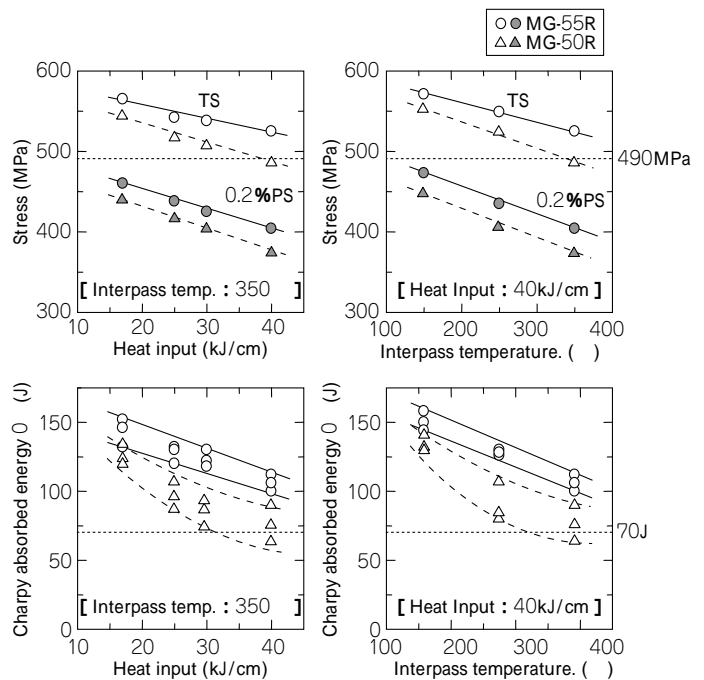 MG-55R
MG-50R
600
500
400
300
Stress (MPa)
TS
0.2%PS
[ Interpass temp. : 350 ]
10 20 30 40
Heat input (kJ/cm)
600
500
400
300
Stress (MPa)
TS
490MPa
0.2%PS
[ Heat Input : 40kJ/cm ]
100 200 300 400
Interpass temperature. ( )
150
100
50
0
Charpy absorbed energy 0 (J)
[ Interpass temp. : 350 ]
10 20 30 40
Heat input (kJ/cm)
150
100
50
0
Charpy absorbed energy 0 (J)
70J
[ Heat Input : 40kJ/cm ]
100 200 300 400
Interpass temperature. ( )